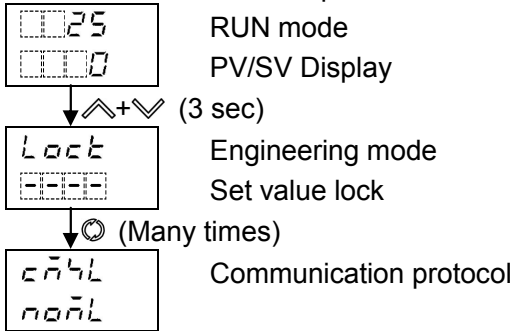 25 RUN mode
0 PV/SV Display
+ (3 sec)
Lock Engineering mode
---- Set value lock
(Many times)
cmSL Communication protocol
noml